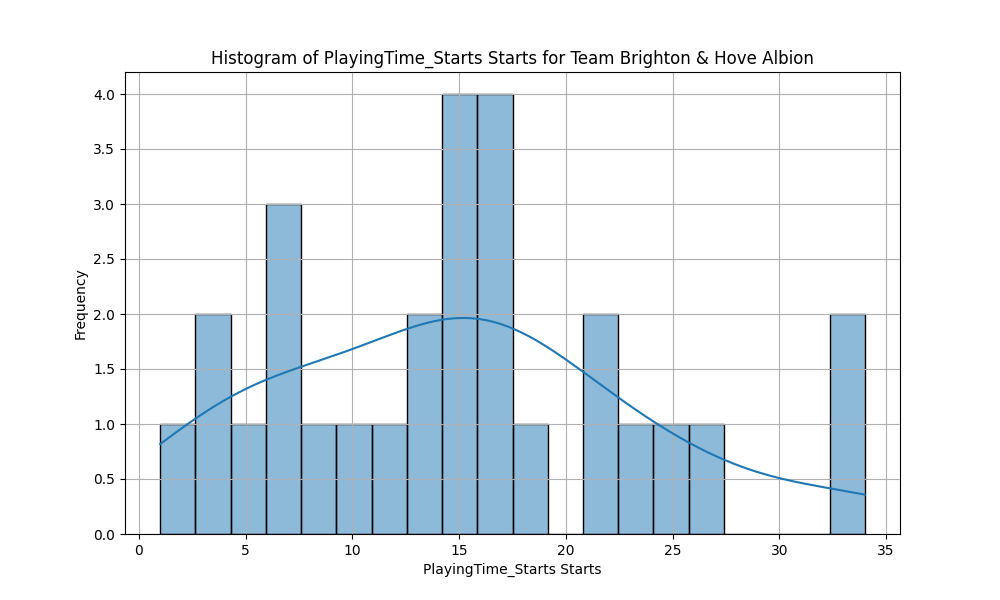 Histogram of PlayingTime_Starts Starts for Team Brighton & Hove Albion
Frequency
4.0
3.5
3.0
2.5
2.0
1.5
1.0
0.5
0.0
0 5 10 15 20 25 30 35
PlayingTime_Starts Starts